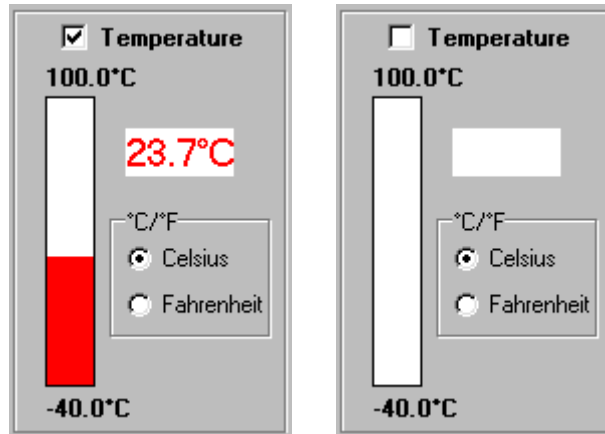 Temperature
100.0°C
23.7°C
°C/°F
Celsius
Fahrenheit
-40.0°C
Temperature
100.0°C
°C/°F
Celsius
Fahrenheit
-40.0°C